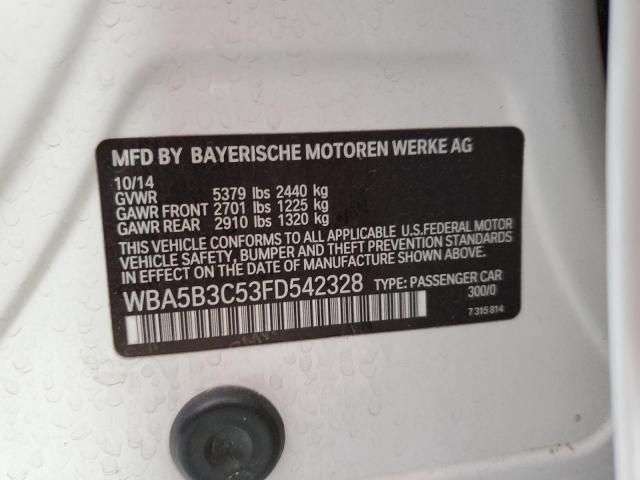 MFD BY BAYERISCHE MOTOREN WERKE AG
10/14
GVWR 5379 lbs 2440 kg
GAWR FRONT 2701 lbs 1225 kg
GAWR REAR 2910 lbs 1320 kg
THIS VEHICLE CONFORMS TO ALL APPLICABLE U.S.FEDERAL MOTOR
VEHICLE SAFETY, BUMPER AND THEFT PREVENTION STANDARDS
IN EFFECT ON THE DATE OF MANUFACTURE SHOWN ABOVE.
WBA5B3C53FD542328 TYPE: PASSENGER CAR
300/0
7 315 814